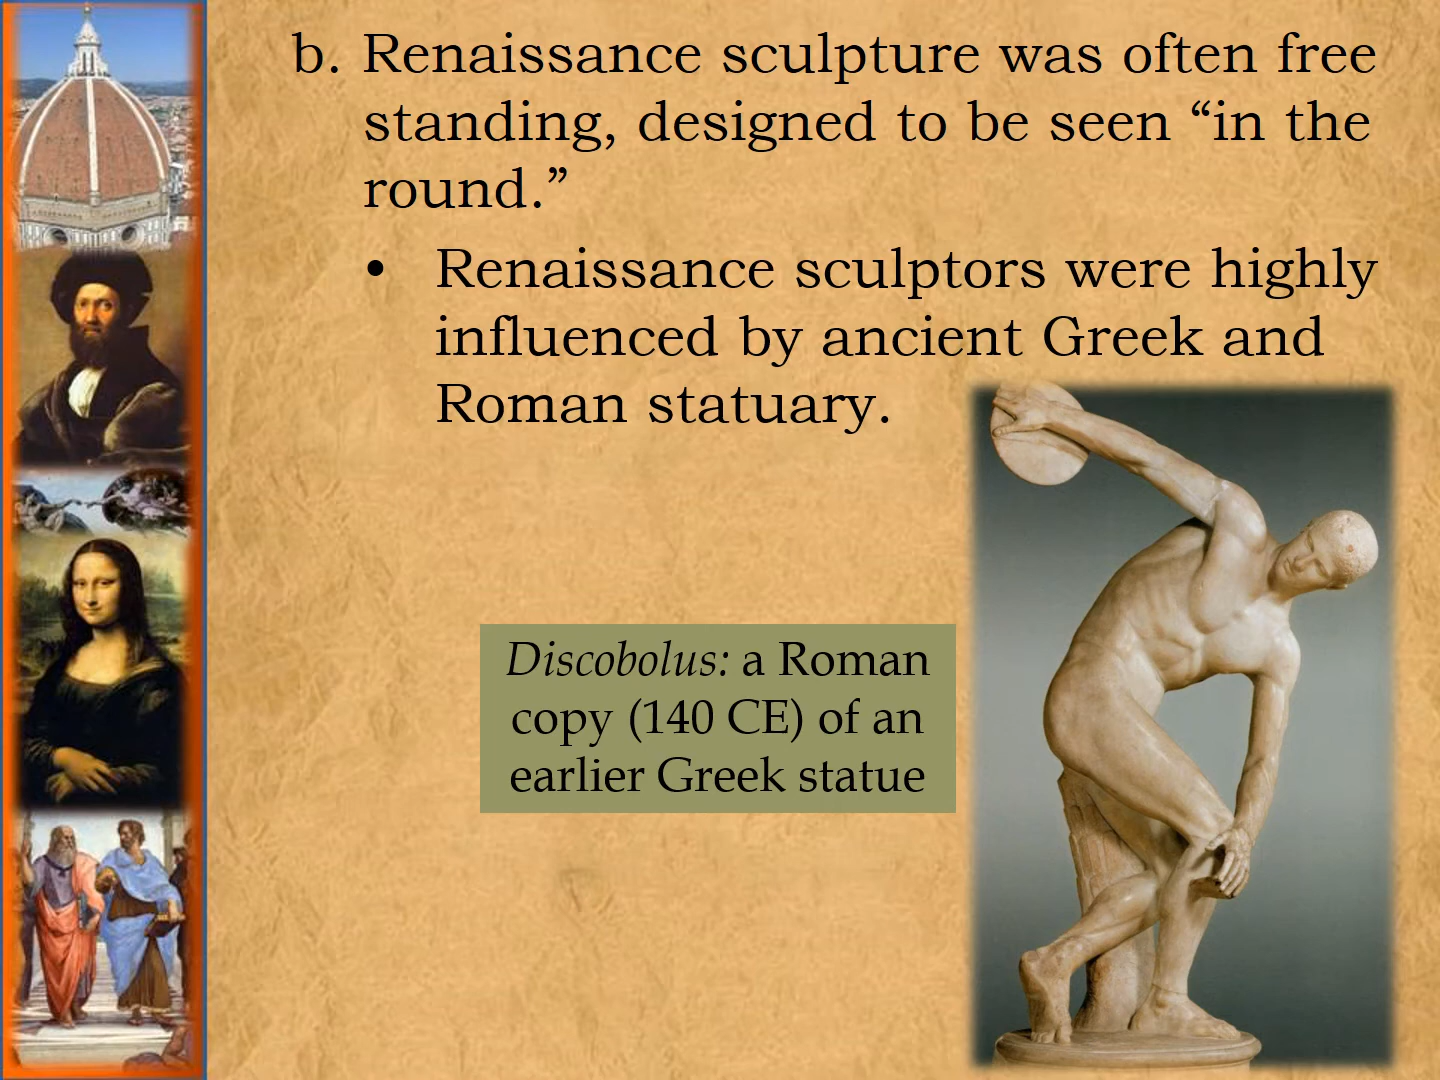 b. Renaissance sculpture was often free
standing, designed to be seen “in the
round.”
• Renaissance sculptors were highly
influenced by ancient Greek and
Roman statuary.
Discobolus: a Roman
copy (140 CE) of an
earlier Greek statue